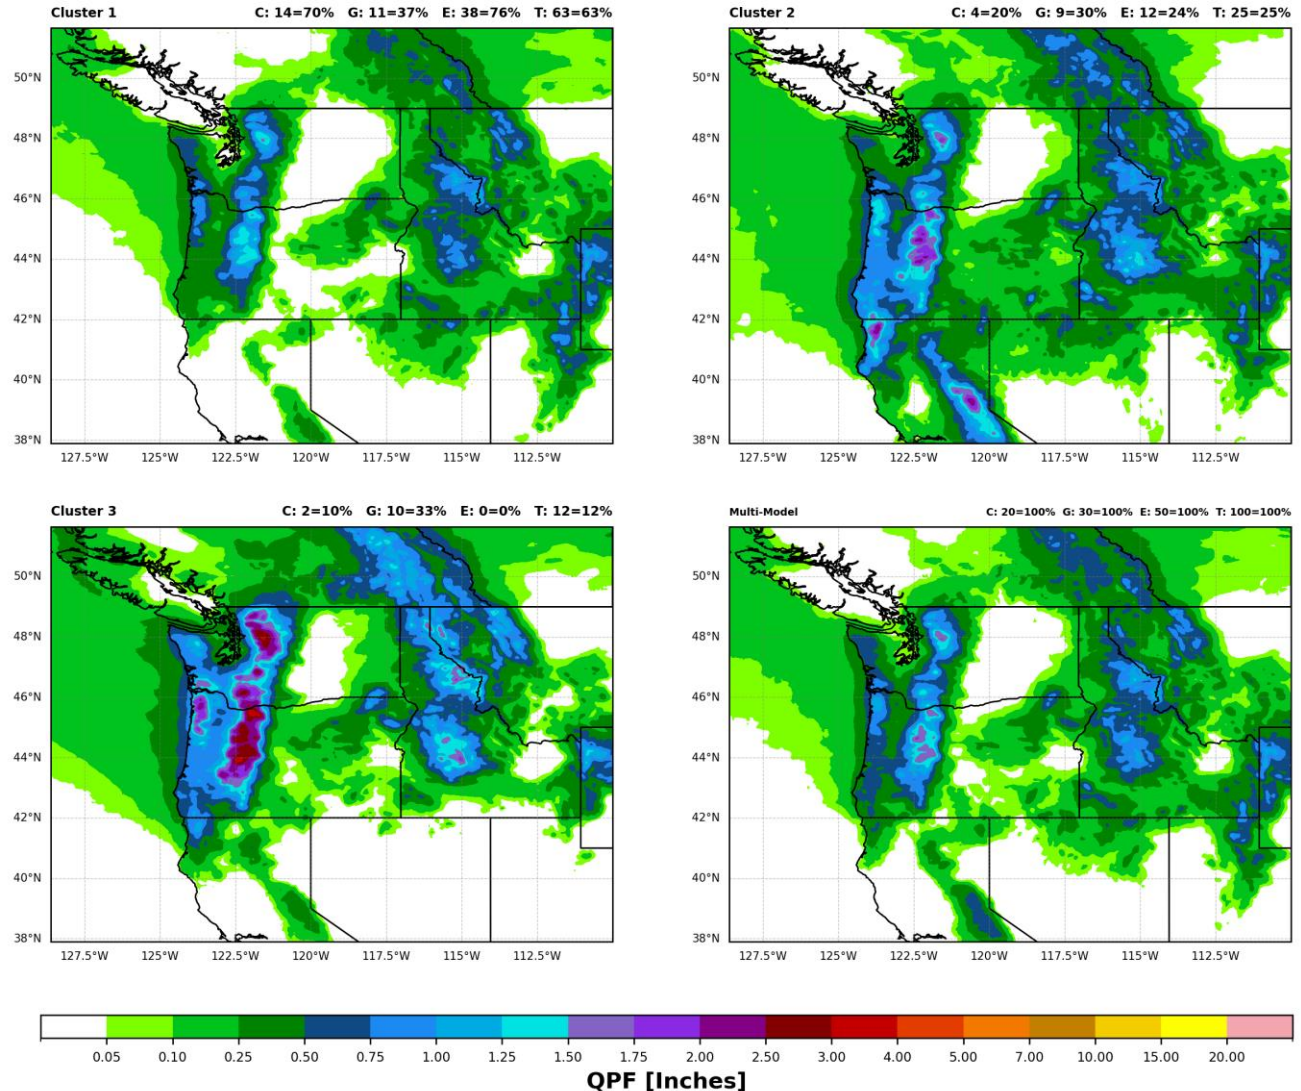 Cluster 1 C: 14=70% G: 11=37% E: 38=76% T: 63=63%
50°N
48°N
46°N
44°N
42°N
40°N
38°N
127.5°W 125°W 122.5°W 120°W 117.5°W 115°W 112.5°W
Cluster 2 C: 4=20% G: 9=30% E: 12=24% T: 25=25%
50°N
48°N
46°N
44°N
42°N
40°N
38°N
127.5°W 125°W 122.5°W 120°W 117.5°W 115°W 112.5°W
Cluster 3 C: 2=10% G: 10=33% E: 0=0% T: 12=12%
50°N
48°N
46°N
44°N
42°N
40°N
38°N
127.5°W 125°W 122.5°W 120°W 117.5°W 115°W 112.5°W
Multi-Model C: 20=100% G: 30=100% E: 50=100% T: 100=100%
50°N
48°N
46°N
44°N
42°N
40°N
38°N
127.5°W 125°W 122.5°W 120°W 117.5°W 115°W 112.5°W
0.05 0.10 0.25 0.50 0.75 1.00 1.25 1.50 1.75 2.00 2.50 3.00 4.00 5.00 7.00 10.00 15.00 20.00
QPF [Inches]